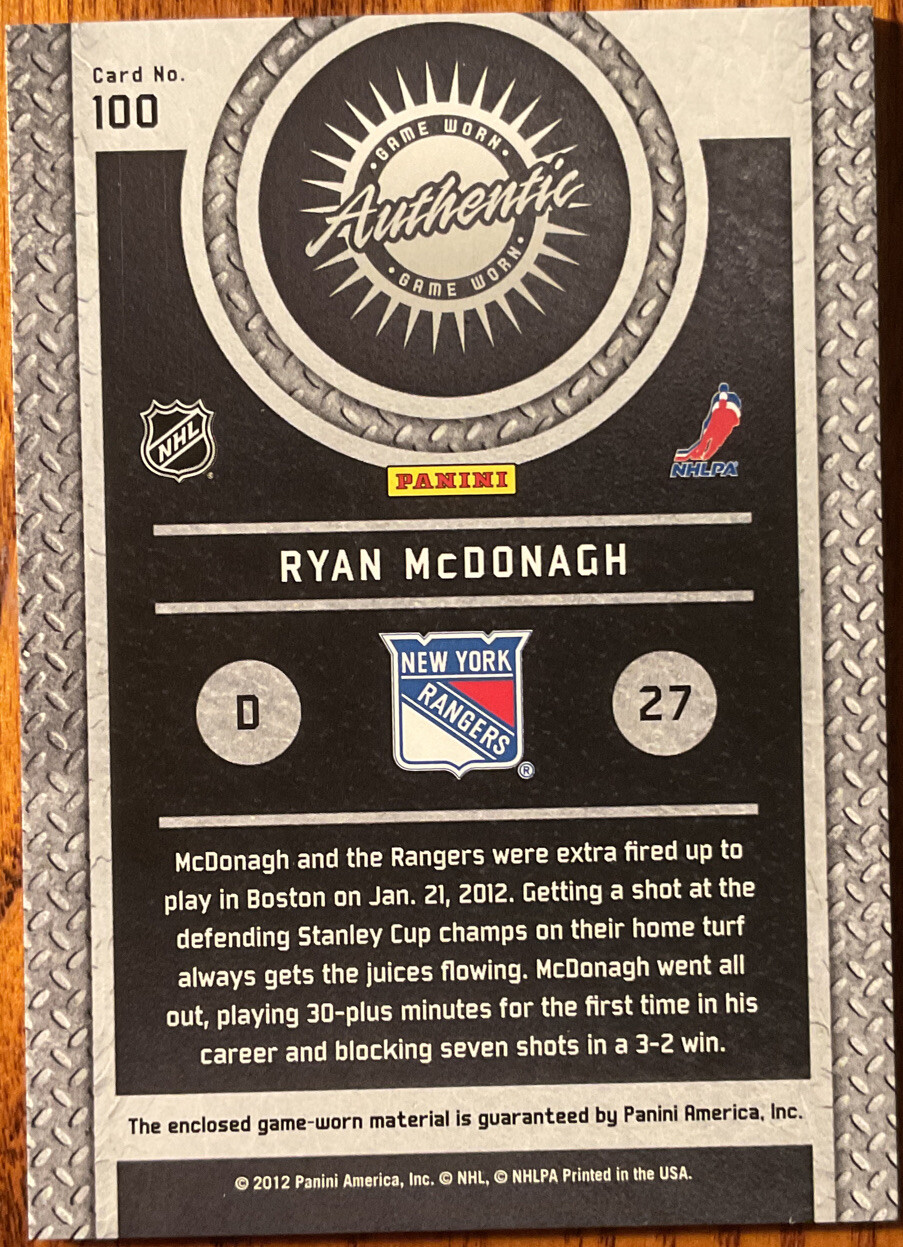 Card No.
100
• GAME WORN •
Authentic
• GAME WORN •
NHL
NHLPA
PANINI
RYAN McDONAGH
D
NEW YORK
RANGERS
®
27
McDonagh and the Rangers were extra fired up to
play in Boston on Jan. 21, 2012. Getting a shot at the
defending Stanley Cup champs on their home turf
always gets the juices flowing. McDonagh went all
out, playing 30-plus minutes for the first time in his
career and blocking seven shots in a 3-2 win.
The enclosed game-worn material is guaranteed by Panini America, Inc.
© 2012 Panini America, Inc. © NHL, © NHLPA Printed in the USA.